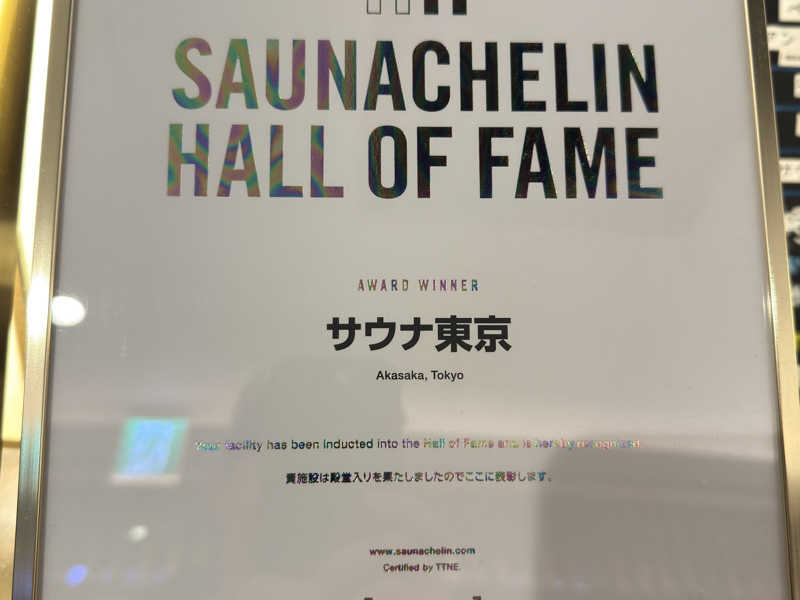 SAUNACHELIN
HALL OF FAME
AWARD WINNER
サウナ東京
Akasaka, Tokyo
Your facility has been inducted into the Hall of Fame and is hereby recognized.
貴施設は殿堂入りを果たしましたのでここに表彰します。
www.saunachelin.com
Certified by TTNE.